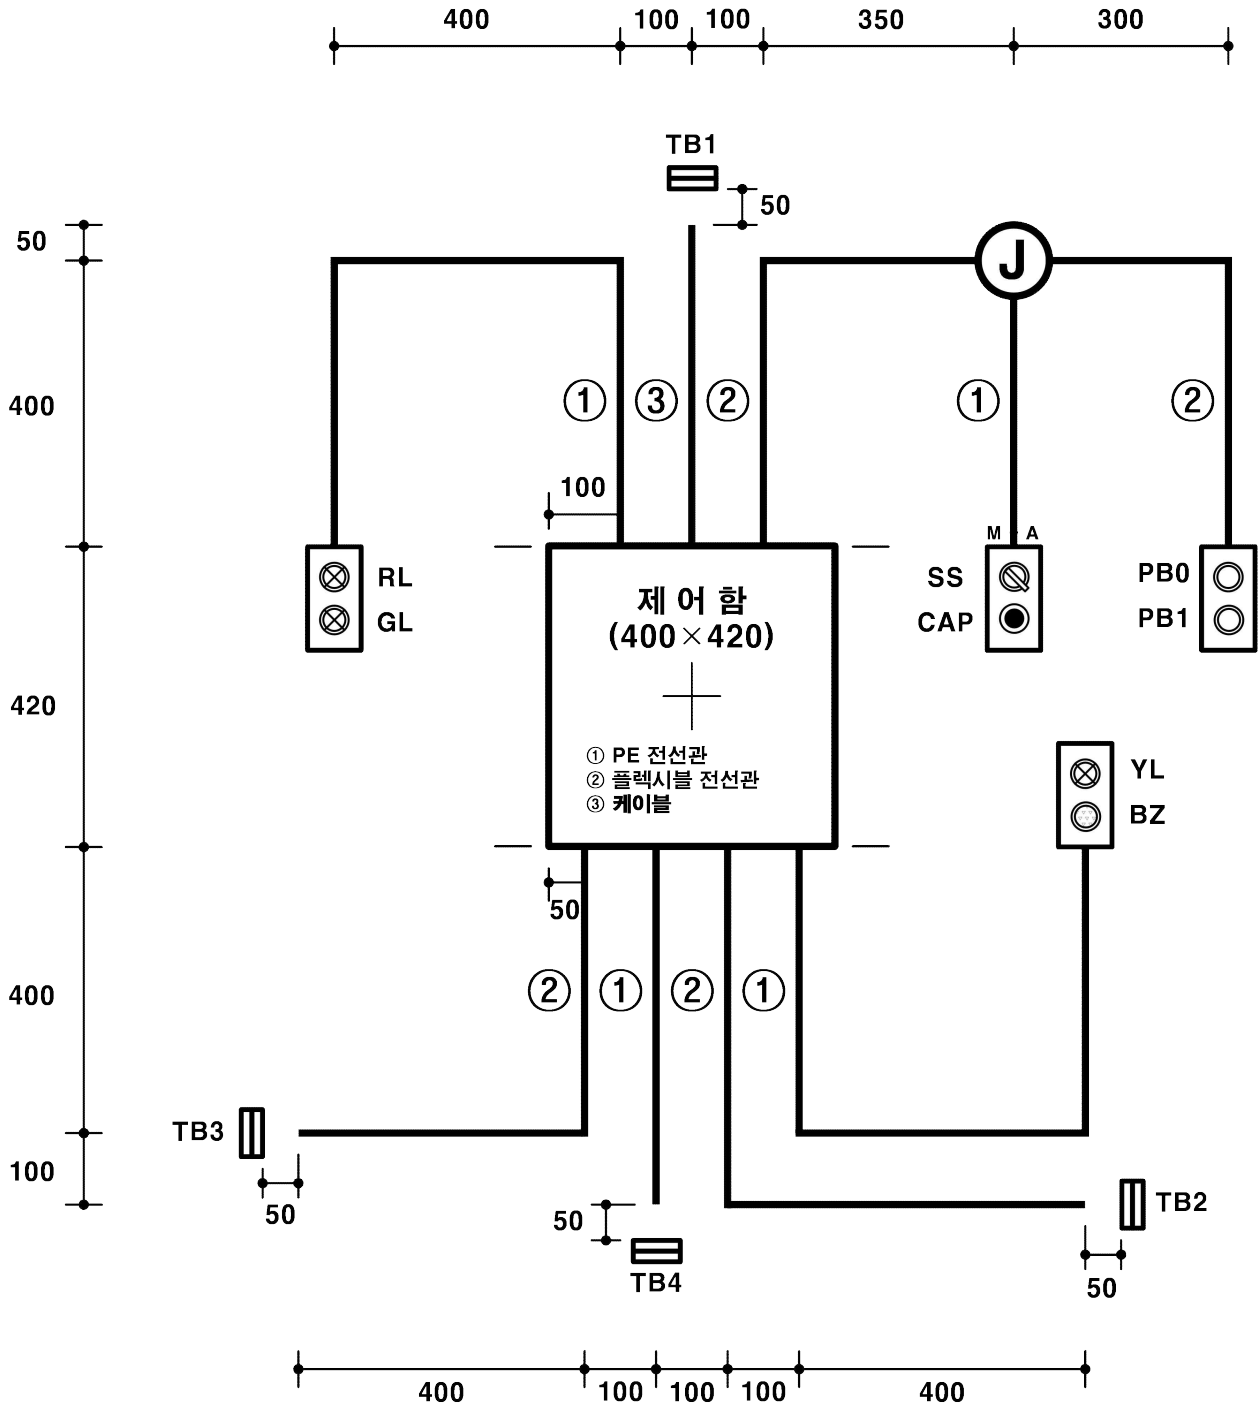 400 100 100 350 300
TB1
50
50
J
400
① ③ ② ① ②
100
M A
RL
GL
SS
CAP
PB0
PB1
제 어 함
(400×420)
420
① PE 전선관
② 플렉시블 전선관
③ 케이블
YL
BZ
50
400
② ① ② ①
TB3
100
50
50
TB4
TB2
50
400 100 100 100 400